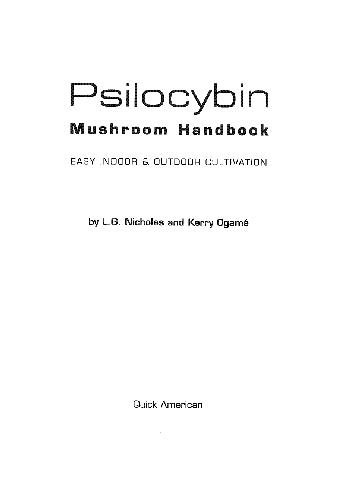 Psilocybin
Mushroom Handbook
EASY INDOOR & OUTDOOR CULTIVATION
by L.G. Nicholas and Kerry Ogamé
Quick American